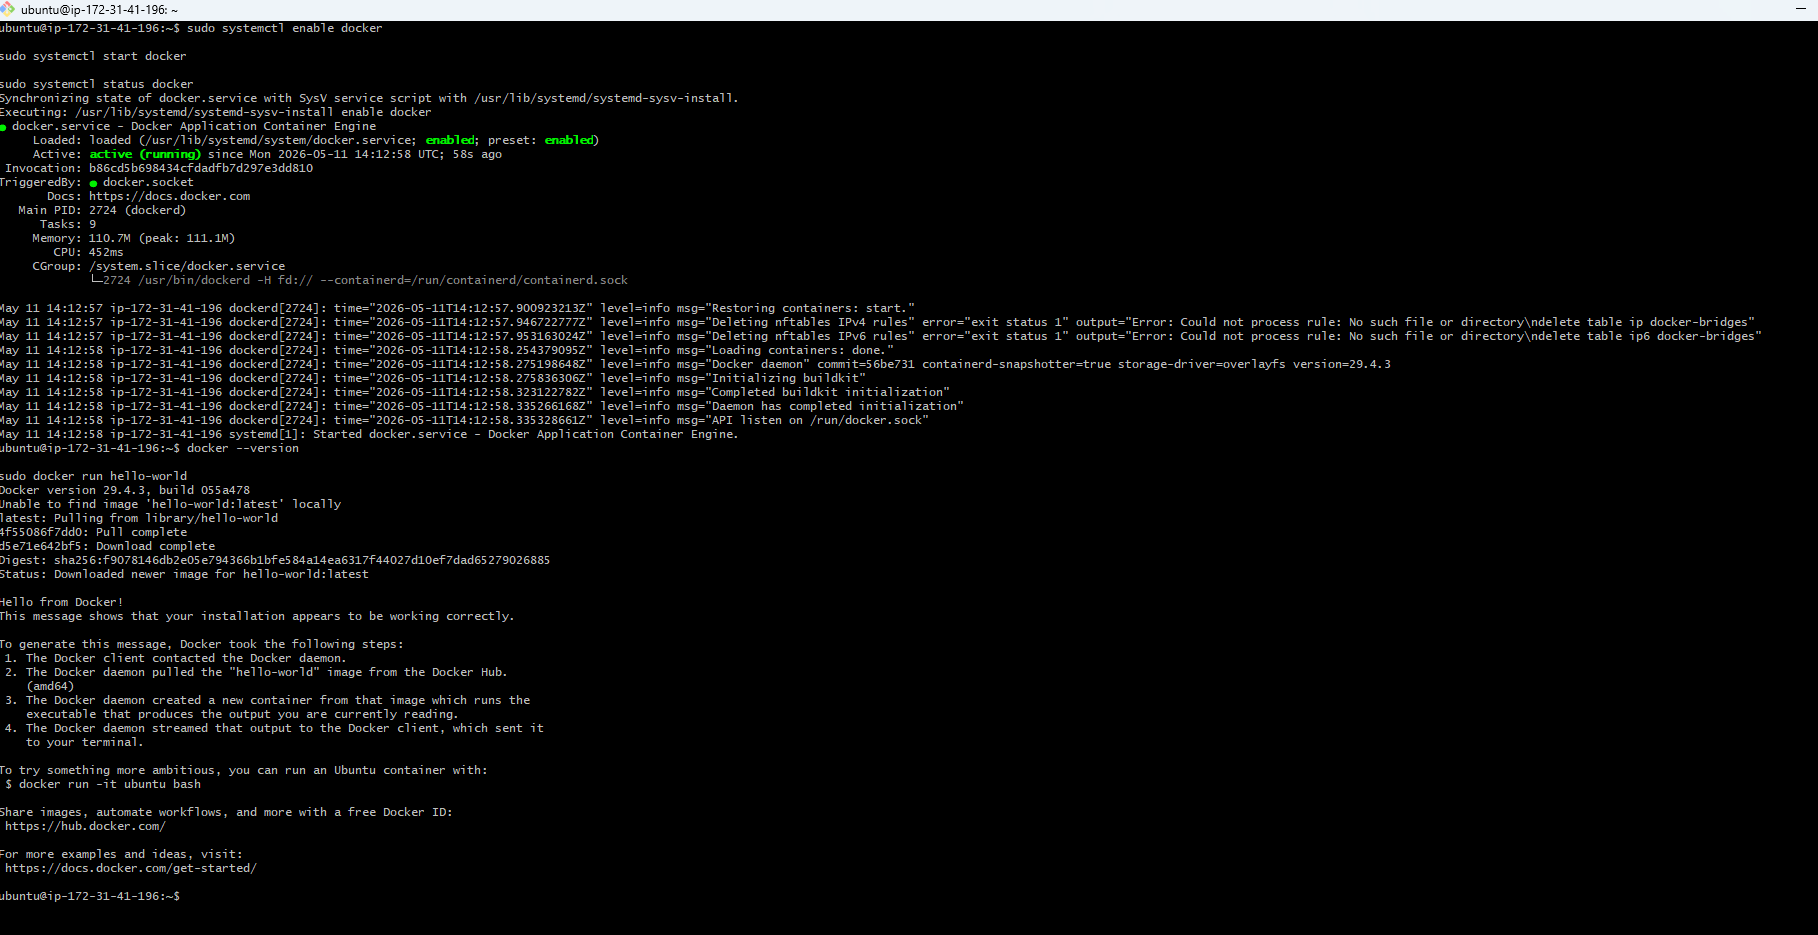 ubuntu@ip-172-31-41-196: ~
ubuntu@ip-172-31-41-196:~$ sudo systemctl enable docker
sudo systemctl start docker
sudo systemctl status docker
Synchronizing state of docker.service with SysV service script with /usr/lib/systemd/systemd-sysv-install.
Executing: /usr/lib/systemd/systemd-sysv-install enable docker
● docker.service - Docker Application Container Engine
Loaded: loaded (/usr/lib/systemd/system/docker.service; enabled; preset: enabled)
Active: active (running) since Mon 2026-05-11 14:12:58 UTC; 58s ago
Invocation: b86cd5b698434cfdadfb7d297e3dd810
TriggeredBy: ● docker.socket
Docs: https://docs.docker.com
Main PID: 2724 (dockerd)
Tasks: 9
Memory: 110.7M (peak: 111.1M)
CPU: 452ms
CGroup: /system.slice/docker.service
└─2724 /usr/bin/dockerd -H fd:// --containerd=/run/containerd/containerd.sock
May 11 14:12:57 ip-172-31-41-196 dockerd[2724]: time="2026-05-11T14:12:57.900923213Z" level=info msg="Restoring containers: start."
May 11 14:12:57 ip-172-31-41-196 dockerd[2724]: time="2026-05-11T14:12:57.946722777Z" level=info msg="Deleting nftables IPv4 rules" error="exit status 1" output="Error: Could not process rule: No such file or directory\ndelete table ip docker-bridges"
May 11 14:12:57 ip-172-31-41-196 dockerd[2724]: time="2026-05-11T14:12:57.953163024Z" level=info msg="Deleting nftables IPv6 rules" error="exit status 1" output="Error: Could not process rule: No such file or directory\ndelete table ip6 docker-bridges"
May 11 14:12:58 ip-172-31-41-196 dockerd[2724]: time="2026-05-11T14:12:58.254379095Z" level=info msg="Loading containers: done."
May 11 14:12:58 ip-172-31-41-196 dockerd[2724]: time="2026-05-11T14:12:58.275198648Z" level=info msg="Docker daemon" commit=56be731 containerd-snapshotter=true storage-driver=overlayfs version=29.4.3
May 11 14:12:58 ip-172-31-41-196 dockerd[2724]: time="2026-05-11T14:12:58.275836306Z" level=info msg="Initializing buildkit"
May 11 14:12:58 ip-172-31-41-196 dockerd[2724]: time="2026-05-11T14:12:58.323122782Z" level=info msg="Completed buildkit initialization"
May 11 14:12:58 ip-172-31-41-196 dockerd[2724]: time="2026-05-11T14:12:58.335266168Z" level=info msg="Daemon has completed initialization"
May 11 14:12:58 ip-172-31-41-196 dockerd[2724]: time="2026-05-11T14:12:58.335328661Z" level=info msg="API listen on /run/docker.sock"
May 11 14:12:58 ip-172-31-41-196 systemd[1]: Started docker.service - Docker Application Container Engine.
ubuntu@ip-172-31-41-196:~$ docker --version
sudo docker run hello-world
Docker version 29.4.3, build 055a478
Unable to find image 'hello-world:latest' locally
latest: Pulling from library/hello-world
4f55086f7dd0: Pull complete
d5e71e642bf5: Download complete
Digest: sha256:f9078146db2e05e794366b1bfe584a14ea6317f44027d10ef7dad65279026885
Status: Downloaded newer image for hello-world:latest
Hello from Docker!
This message shows that your installation appears to be working correctly.
To generate this message, Docker took the following steps:
1. The Docker client contacted the Docker daemon.
2. The Docker daemon pulled the "hello-world" image from the Docker Hub.
(amd64)
3. The Docker daemon created a new container from that image which runs the
executable that produces the output you are currently reading.
4. The Docker daemon streamed that output to the Docker client, which sent it
to your terminal.
To try something more ambitious, you can run an Ubuntu container with:
$ docker run -it ubuntu bash
Share images, automate workflows, and more with a free Docker ID:
https://hub.docker.com/
For more examples and ideas, visit:
https://docs.docker.com/get-started/
ubuntu@ip-172-31-41-196:~$